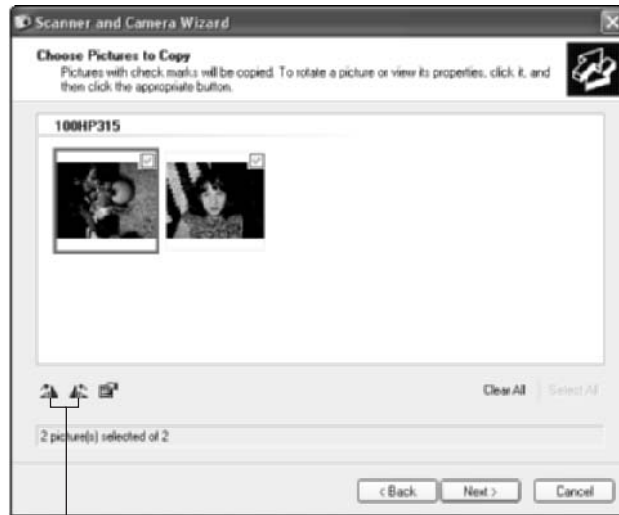 Scanner and Camera Wizard
Choose Pictures to Copy
Pictures with check marks will be copied. To rotate a picture or view its properties, click it, and
then click the appropriate button.
100HP315
Clear All Select All
2 picture(s) selected of 2
< Back Next > Cancel